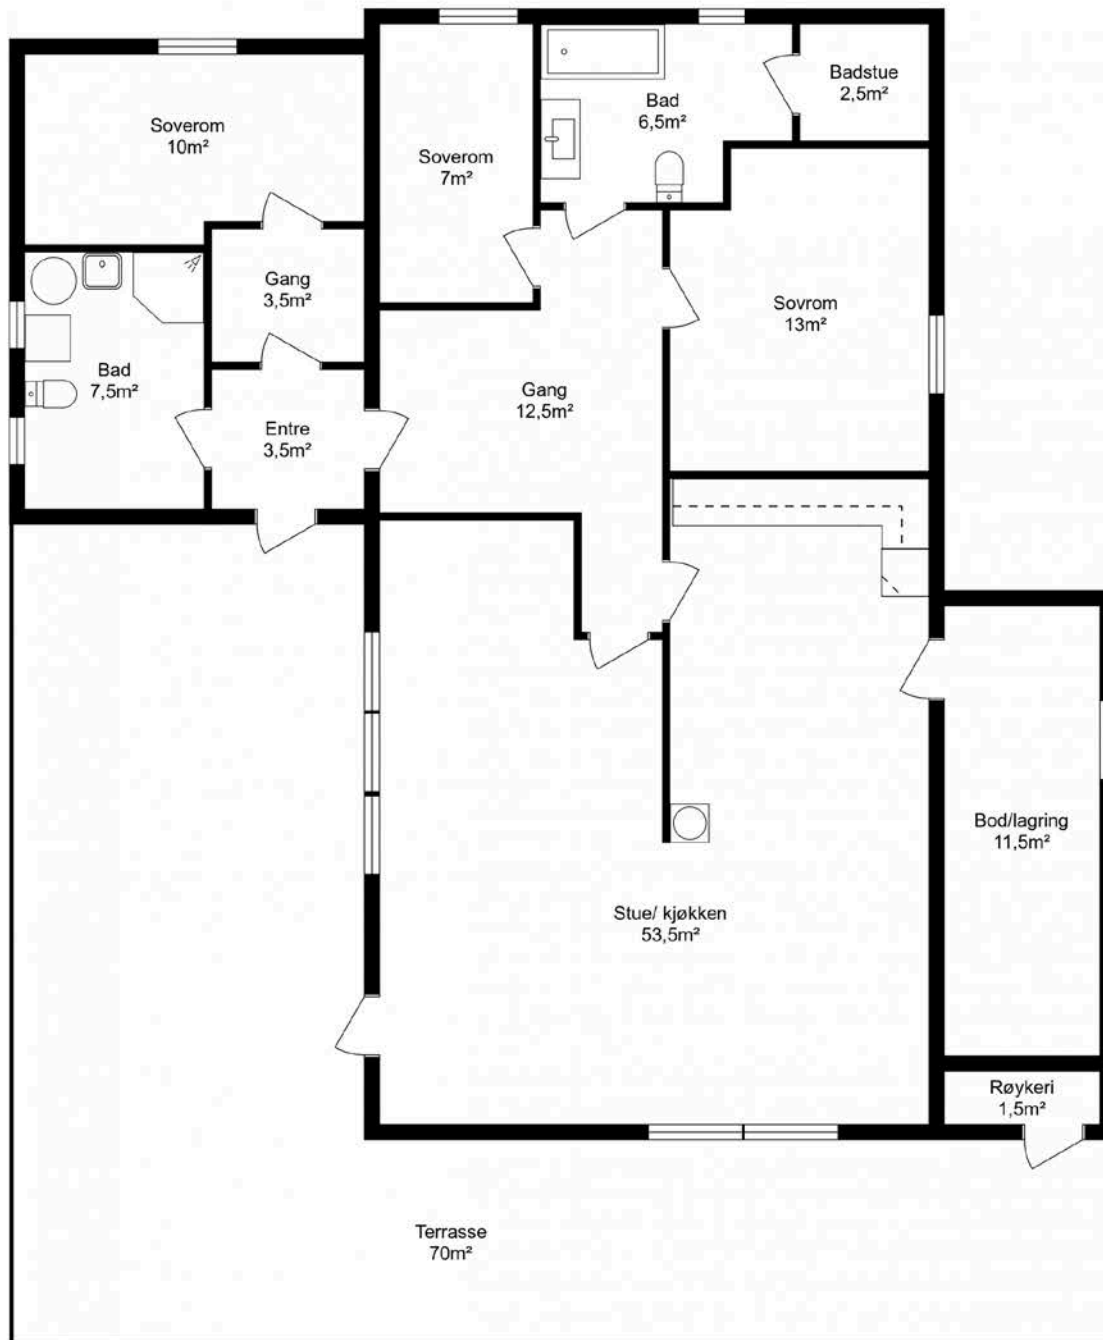 Badstue
2,5m²
Bad
6,5m²
Soverom
10m²
Soverom
7m²
Gang
3,5m²
Sovrom
13m²
Bad
7,5m²
Gang
12,5m²
Entre
3,5m²
Bod/lagring
11,5m²
Stue/ kjøkken
53,5m²
Røykeri
1,5m²
Terrasse
70m²